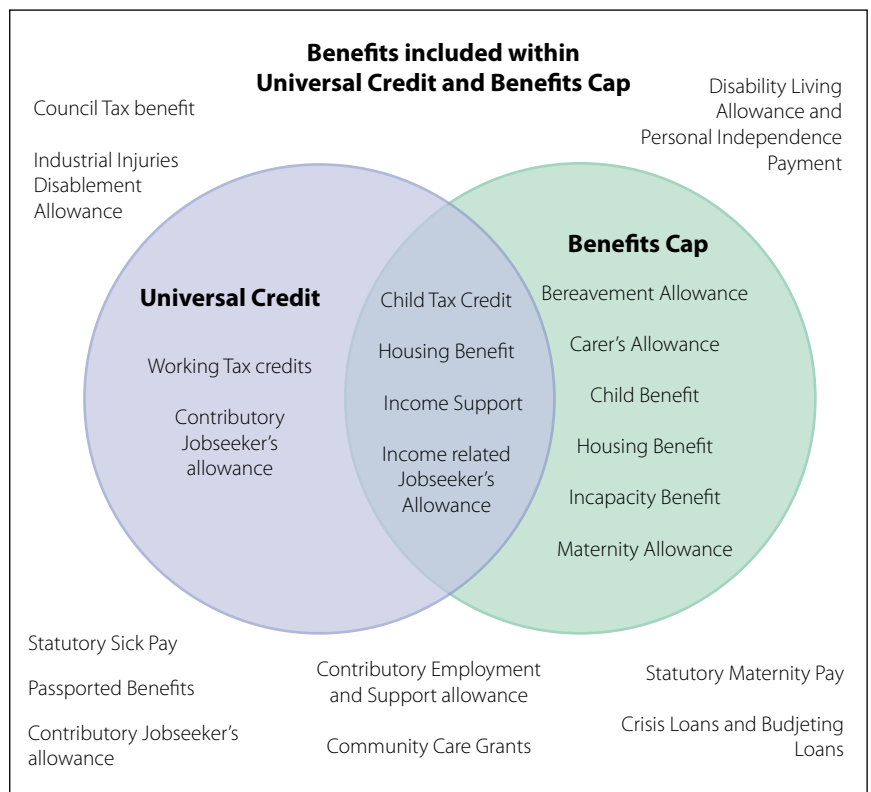 Benefits included within
Universal Credit and Benefits Cap
Council Tax benefit
Industrial Injuries
Disablement
Allowance
Disability Living
Allowance and
Personal Independence
Payment
Universal Credit
Working Tax credits
Contributory
Jobseeker's
allowance
Child Tax Credit
Housing Benefit
Income Support
Income related
Jobseeker's
Allowance
Benefits Cap
Bereavement Allowance
Carer's Allowance
Child Benefit
Housing Benefit
Incapacity Benefit
Maternity Allowance
Statutory Sick Pay
Passported Benefits
Contributory Jobseeker's
allowance
Contributory Employment
and Support allowance
Community Care Grants
Statutory Maternity Pay
Crisis Loans and Budjeting
Loans